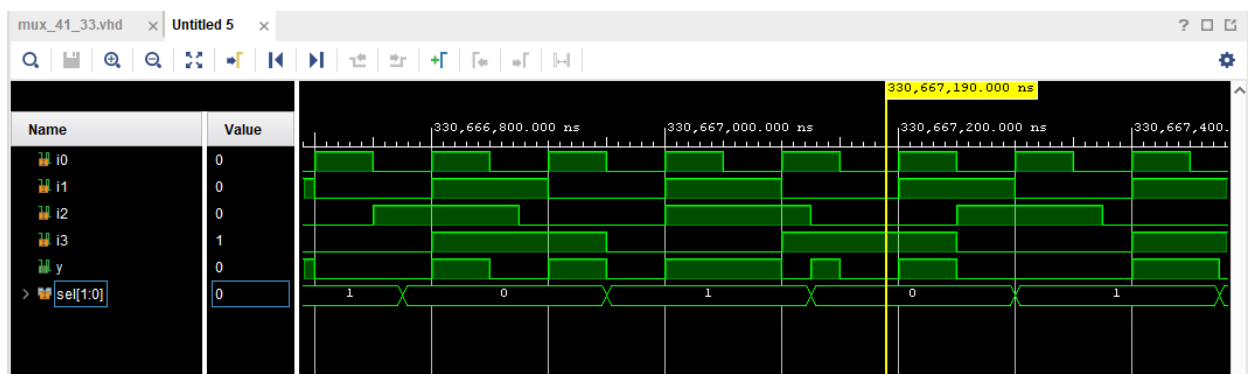 mux_41_33.vhd × Untitled 5 × ?
330,667,190.000 ns
Name Value 330,666,800.000 ns 330,667,000.000 ns 330,667,200.000 ns 330,667,400.
i0 0
i1 0
i2 0
i3 1
y 0
> sel[1:0] 0 1 0 1 0 1